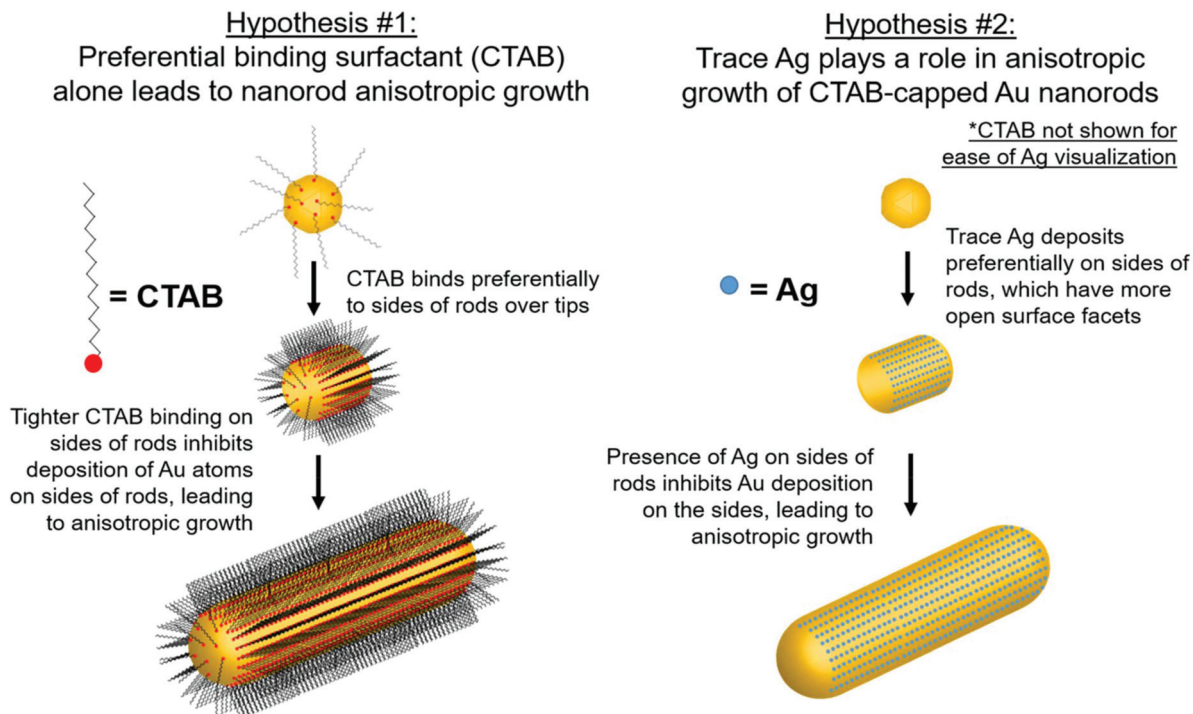 Hypothesis #1:
Preferential binding surfactant (CTAB)
alone leads to nanorod anisotropic growth
= CTAB
CTAB binds preferentially
to sides of rods over tips
Tighter CTAB binding on
sides of rods inhibits
deposition of Au atoms
on sides of rods, leading
to anisotropic growth
Hypothesis #2:
Trace Ag plays a role in anisotropic
growth of CTAB-capped Au nanorods
*CTAB not shown for
ease of Ag visualization
= Ag
Trace Ag deposits
preferentially on sides of
rods, which have more
open surface facets
Presence of Ag on sides of
rods inhibits Au deposition
on the sides, leading to
anisotropic growth